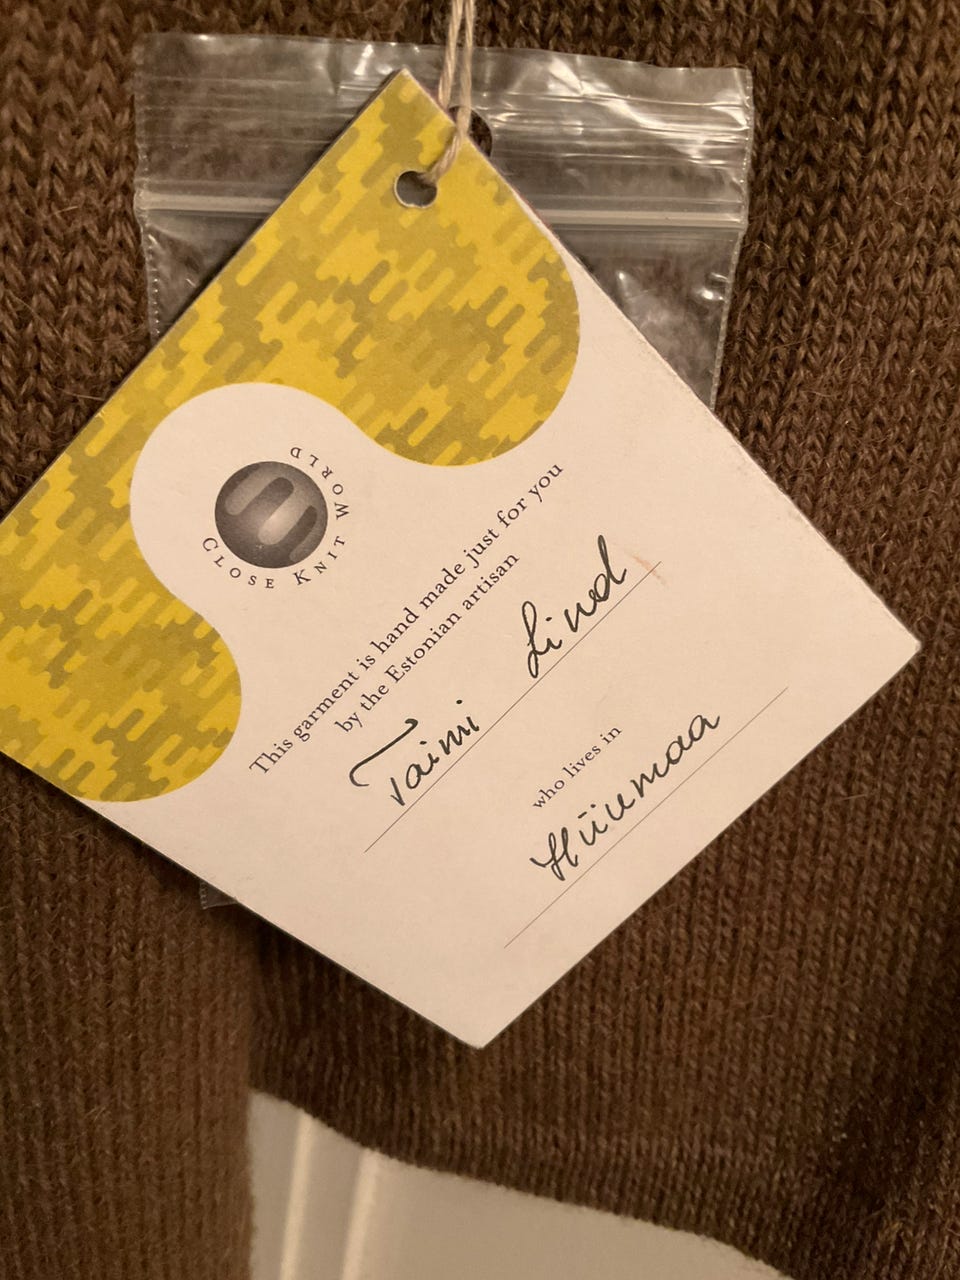 CLOSE KNIT WORLD
This garment is hand made just for you
by the Estonian artisan
Taimi Lind
who lives in
Hüumaa